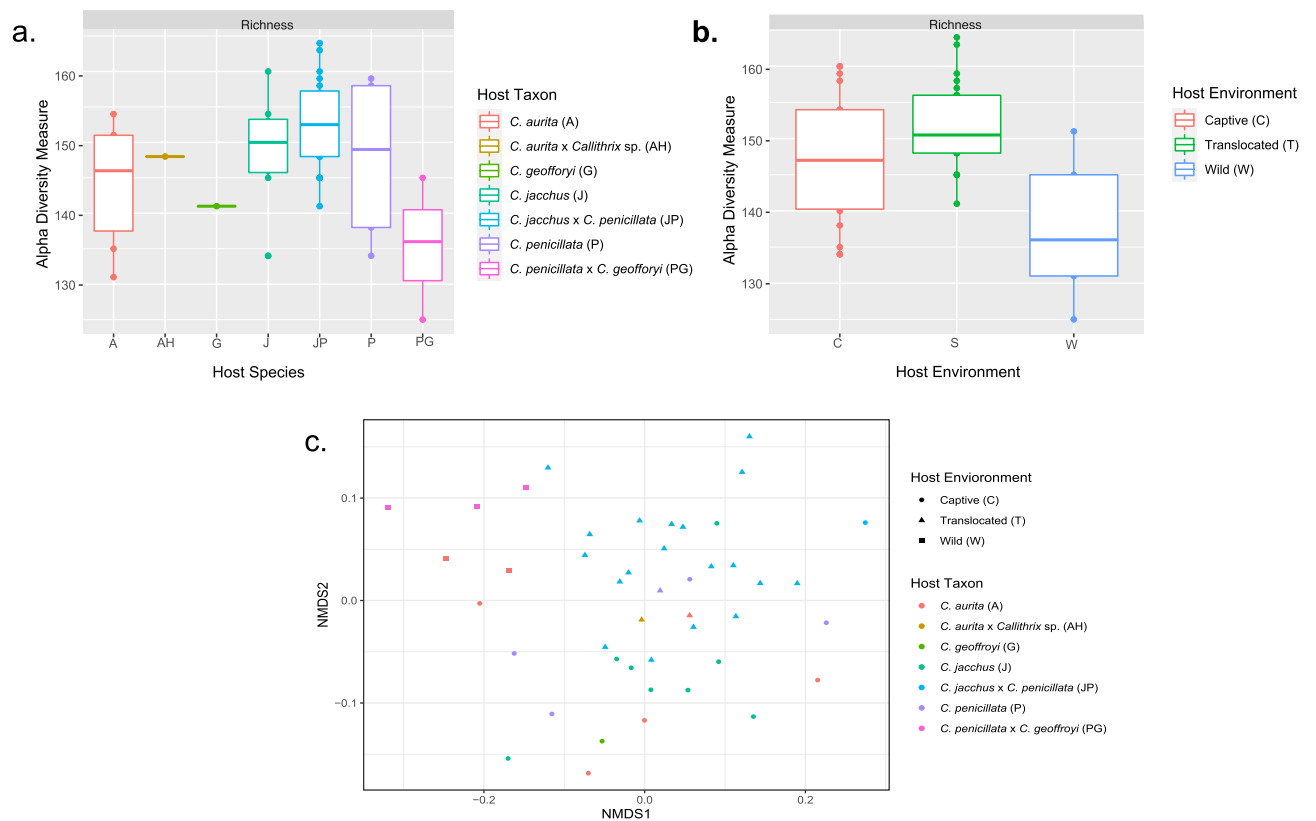 a.
Richness
Alpha Diversity Measure
160
150
140
130
A
AH
G
J
JP
P
PG
Host Species
Host Taxon
C. aurita (A)
C. aurita x Callithrix sp. (AH)
C. gefforyi (G)
C. jacchus (J)
C. jacchus x C. penicillata (JP)
C. penicillata (P)
C. penicillata x C. geofforyi (PG)
b.
Richness
Alpha Diversity Measure
160
150
140
130
C
S
W
Host Environment
Host Environment
Captive (C)
Translocated (T)
Wild (W)
c.
NMDS2
0.1
0.0
−0.1
−0.2
0.0
0.2
NMDS1
Host Envioronment
Captive (C)
Translocated (T)
Wild (W)
Host Taxon
C. aurita (A)
C. aurita x Callithrix sp. (AH)
C. geoffroyi (G)
C. jacchus (J)
C. jacchus x C. penicillata (JP)
C. penicillata (P)
C. penicillata x C. geoffroyi (PG)